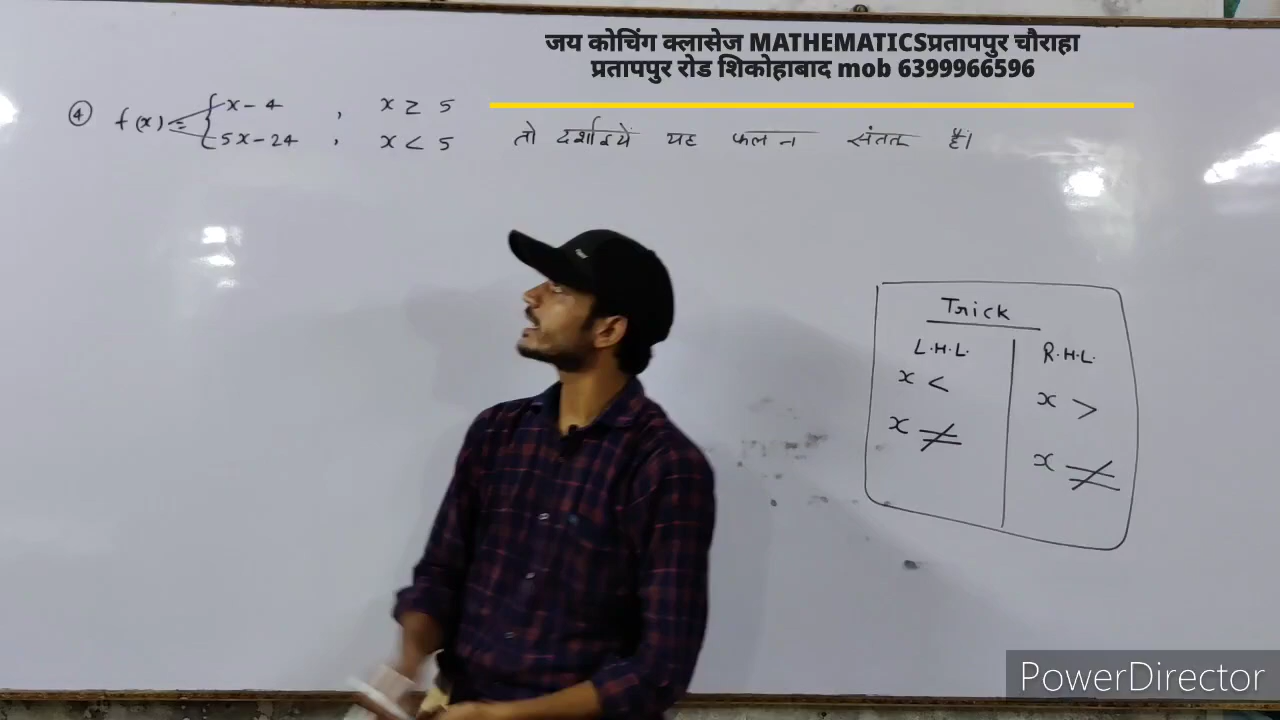 जय कोचिंग क्लासेज MATHEMATICSप्रतापपुर चौराहा
प्रतापपुर रोड शिकोहाबाद mob 6399966596
④ f(x) = { x - 4 , x ≥ 5
5x - 24 , x < 5 तो दर्शाइये यह फलन संतत है।
Trick
L.H.L. R.H.L.
x < x >
x ≠ x ≠
PowerDirector